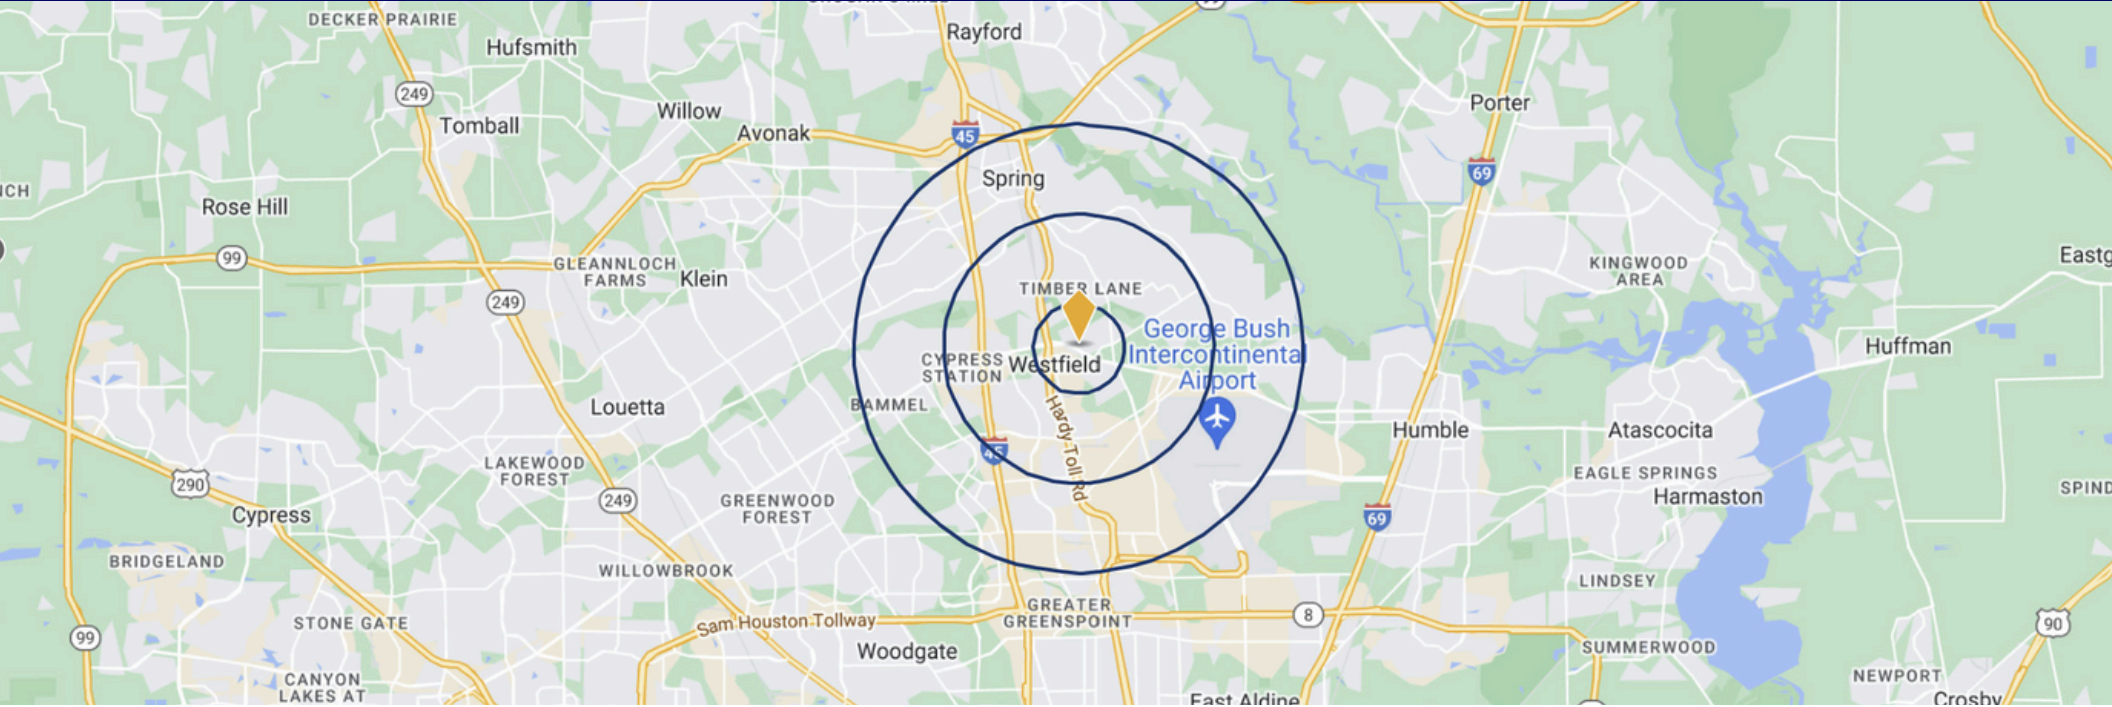 DECKER PRAIRIE
Hufsmith
Rayford
99
249
Tomball
Willow
Avonak
45
Porter
69
Spring
NCH
Rose Hill
99
GLEANNLOCH
FARMS
Klein
249
TIMBER LANE
KINGWOOD
AREA
Eastg
George Bush
Intercontinental
Airport
CYPRESS
STATION
Westfield
Huffman
BAMMEL
Louetta
Hardy Toll Rd
Humble
Atascocita
45
LAKEWOOD
FOREST
EAGLE SPRINGS
Harmaston
SPIND
290
249
GREENWOOD
FOREST
Cypress
69
BRIDGELAND
WILLOWBROOK
LINDSEY
GREATER
GREENSPOINT
8
STONE GATE
Sam Houston Tollway
90
99
Woodgate
SUMMERWOOD
CANYON
LAKES AT
NEWPORT
East Aldine
Crosby